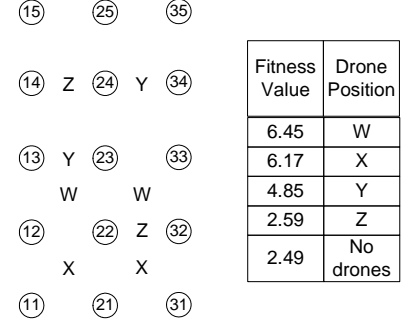 15 25 35
14 Z 24 Y 34
13 Y 23 33
W W
12 22 Z 32
X X
11 21 31
Fitness Value Drone Position
6.45 W
6.17 X
4.85 Y
2.59 Z
2.49 No drones